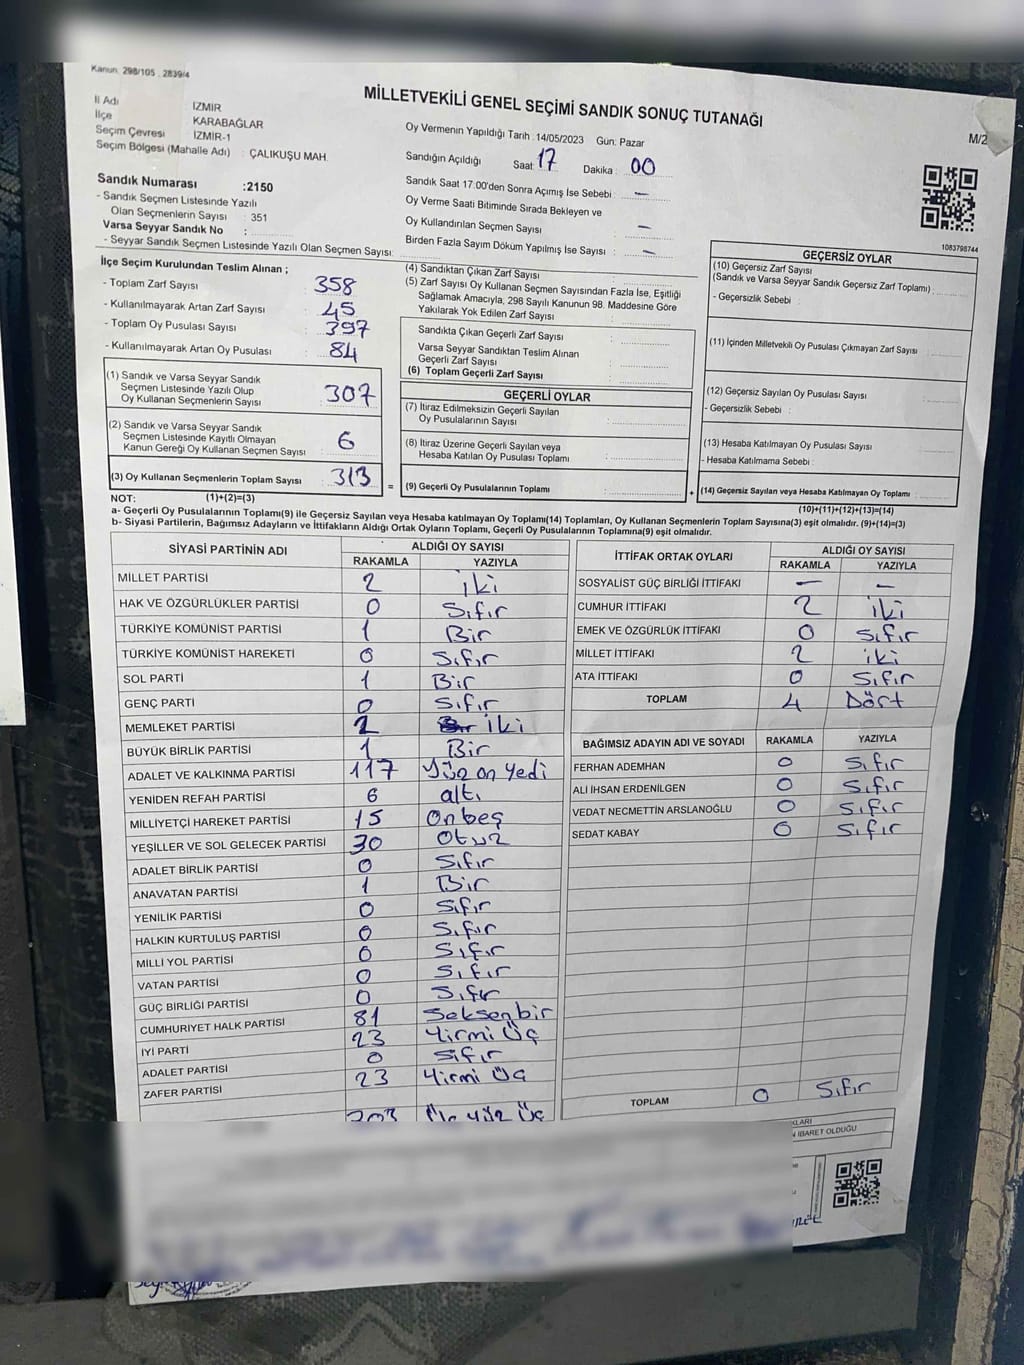 Kanun: 298/105 , 2839/4
MİLLETVEKİLİ GENEL SEÇİMİ SANDIK SONUÇ TUTANAĞI
M/2
İl Adı İZMİR
İlçe KARABAĞLAR
Seçim Çevresi İZMİR-1
Seçim Bölgesi (Mahalle Adı) : ÇALIKUŞU MAH.
Oy Vermenin Yapıldığı Tarih : 14/05/2023 Gün: Pazar
Sandığın Açıldığı Saat: 17 Dakika : 00
Sandık Saat 17:00'den Sonra Açımış İse Sebebi : —
Oy Verme Saati Bitiminde Sırada Bekleyen ve
Oy Kullandırılan Seçmen Sayısı : —
Birden Fazla Sayım Döküm Yapılmış İse Sayısı : —
Sandık Numarası :2150
- Sandık Seçmen Listesinde Yazılı
Olan Seçmenlerin Sayısı : 351
Varsa Seyyar Sandık No :
- Seyyar Sandık Seçmen Listesinde Yazılı Olan Seçmen Sayısı:
1083798744
İlçe Seçim Kurulundan Teslim Alınan ;
- Toplam Zarf Sayısı : 358
- Kullanılmayarak Artan Zarf Sayısı : 45
- Toplam Oy Pusulası Sayısı : 397
- Kullanılmayarak Artan Oy Pusulası : 84
(1) Sandık ve Varsa Seyyar Sandık
Seçmen Listesinde Yazılı Olup
Oy Kullanan Seçmenlerin Sayısı : 307
(2) Sandık ve Varsa Seyyar Sandık
Seçmen Listesinde Kayıtlı Olmayan
Kanun Gereği Oy Kullanan Seçmen Sayısı : 6
(3) Oy Kullanan Seçmenlerin Toplam Sayısı : 313 =
(4) Sandıktan Çıkan Zarf Sayısı :
(5) Zarf Sayısı Oy Kullanan Seçmen Sayısından Fazla İse, Eşitliği
Sağlamak Amacıyla, 298 Sayılı Kanunun 98. Maddesine Göre
Yakılarak Yok Edilen Zarf Sayısı :
Sandıkta Çıkan Geçerli Zarf Sayısı :
Varsa Seyyar Sandıktan Teslim Alınan
Geçerli Zarf Sayısı :
(6) Toplam Geçerli Zarf Sayısı :
GEÇERLİ OYLAR
(7) İtiraz Edilmeksizin Geçerli Sayılan
Oy Pusulalarının Sayısı :
(8) İtiraz Üzerine Geçerli Sayılan veya
Hesaba Katılan Oy Pusulası Toplamı :
(9) Geçerli Oy Pusulalarının Toplamı : +
GEÇERSİZ OYLAR
(10) Geçersiz Zarf Sayısı
(Sandık ve Varsa Seyyar Sandık Geçersiz Zarf Toplamı) :
- Geçersizlik Sebebi :
(11) İçinden Milletvekili Oy Pusulası Çıkmayan Zarf Sayısı :
(12) Geçersiz Sayılan Oy Pusulası Sayısı :
- Geçersizlik Sebebi :
(13) Hesaba Katılmayan Oy Pusulası Sayısı :
- Hesaba Katılmama Sebebi :
(14) Geçersiz Sayılan veya Hesaba Katılmayan Oy Toplamı :
NOT: (1)+(2)=(3) (10)+(11)+(12)+(13)=(14)
a- Geçerli Oy Pusulalarının Toplamı(9) ile Geçersiz Sayılan veya Hesaba katılmayan Oy Toplamı(14) Toplamları, Oy Kullanan Seçmenlerin Toplam Sayısına(3) eşit olmalıdır. (9)+(14)=(3)
b- Siyasi Partilerin, Bağımsız Adayların ve İttifakların Aldığı Ortak Oyların Toplamı, Geçerli Oy Pusulalarının Toplamına(9) eşit olmalıdır.
SİYASİ PARTİNİN ADI ALDIĞI OY SAYISI
RAKAMLA YAZIYLA
MİLLET PARTİSİ 2 iki
HAK VE ÖZGÜRLÜKLER PARTİSİ 0 Sıfır
TÜRKİYE KOMÜNİST PARTİSİ 1 Bir
TÜRKİYE KOMÜNİST HAREKETİ 0 Sıfır
SOL PARTİ 1 Bir
GENÇ PARTİ 0 Sıfır
MEMLEKET PARTİSİ 2 iki
BÜYÜK BİRLİK PARTİSİ 1 Bir
ADALET VE KALKINMA PARTİSİ 117 Yüz on yedi
YENİDEN REFAH PARTİSİ 6 altı
MİLLİYETÇİ HAREKET PARTİSİ 15 Onbeş
YEŞİLLER VE SOL GELECEK PARTİSİ 30 Otuz
ADALET BİRLİK PARTİSİ 0 Sıfır
ANAVATAN PARTİSİ 1 Bir
YENİLİK PARTİSİ 0 Sıfır
HALKIN KURTULUŞ PARTİSİ 0 Sıfır
MİLLİ YOL PARTİSİ 0 Sıfır
VATAN PARTİSİ 0 Sıfır
GÜÇ BİRLİĞİ PARTİSİ 0 Sıfır
CUMHURİYET HALK PARTİSİ 81 Seksenbir
İYİ PARTİ 23 Yirmi Üç
ADALET PARTİSİ 0 Sıfır
ZAFER PARTİSİ 23 Yirmi Üç
303 Üç Yüz Üç
İTTİFAK ORTAK OYLARI ALDIĞI OY SAYISI
RAKAMLA YAZIYLA
SOSYALİST GÜÇ BİRLİĞİ İTTİFAKI — —
CUMHUR İTTİFAKI 2 iki
EMEK VE ÖZGÜRLÜK İTTİFAKI 0 Sıfır
MİLLET İTTİFAKI 2 iki
ATA İTTİFAKI 0 Sıfır
TOPLAM 4 Dört
BAĞIMSIZ ADAYIN ADI VE SOYADI RAKAMLA YAZIYLA
FERHAN ADEMHAN 0 Sıfır
ALİ İHSAN ERDENİLGEN 0 Sıfır
VEDAT NECMETTİN ARSLANOĞLU 0 Sıfır
SEDAT KABAY 0 Sıfır
TOPLAM 0 Sıfır
İBARET OLDUĞU